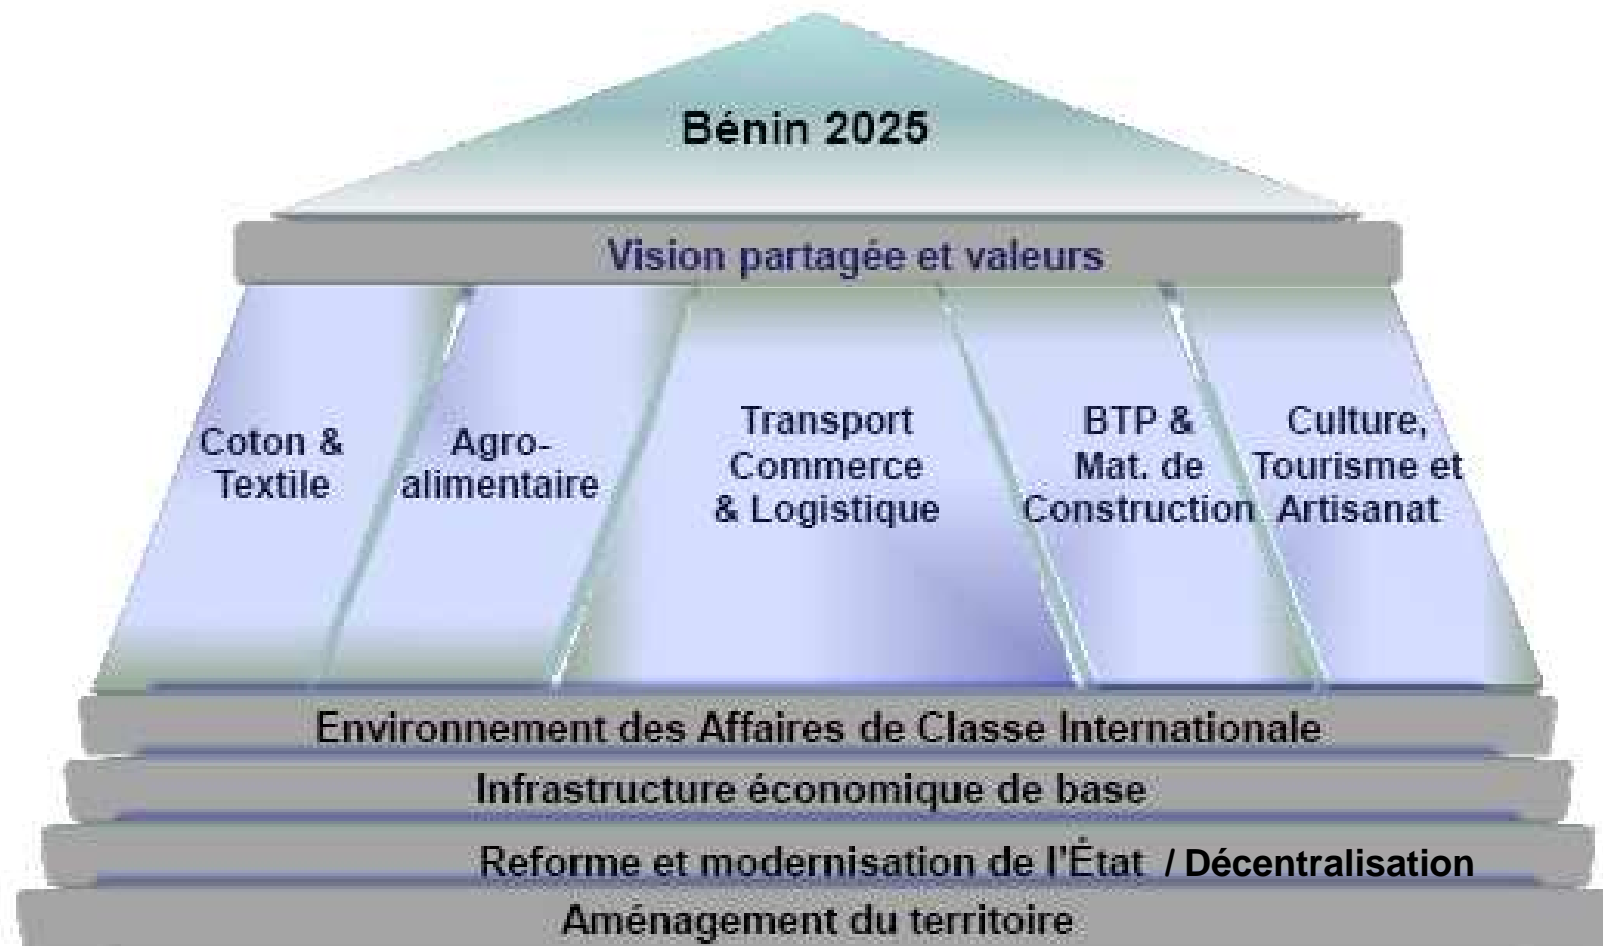 Bénin 2025
Vision partagée et valeurs
Coton &
Textile
Agro-
alimentaire
Transport
Commerce
& Logistique
BTP &
Mat. de
Construction
Culture,
Tourisme et
Artisanat
Environnement des Affaires de Classe Internationale
Infrastructure économique de base
Reforme et modernisation de l'État / Décentralisation
Aménagement du territoire